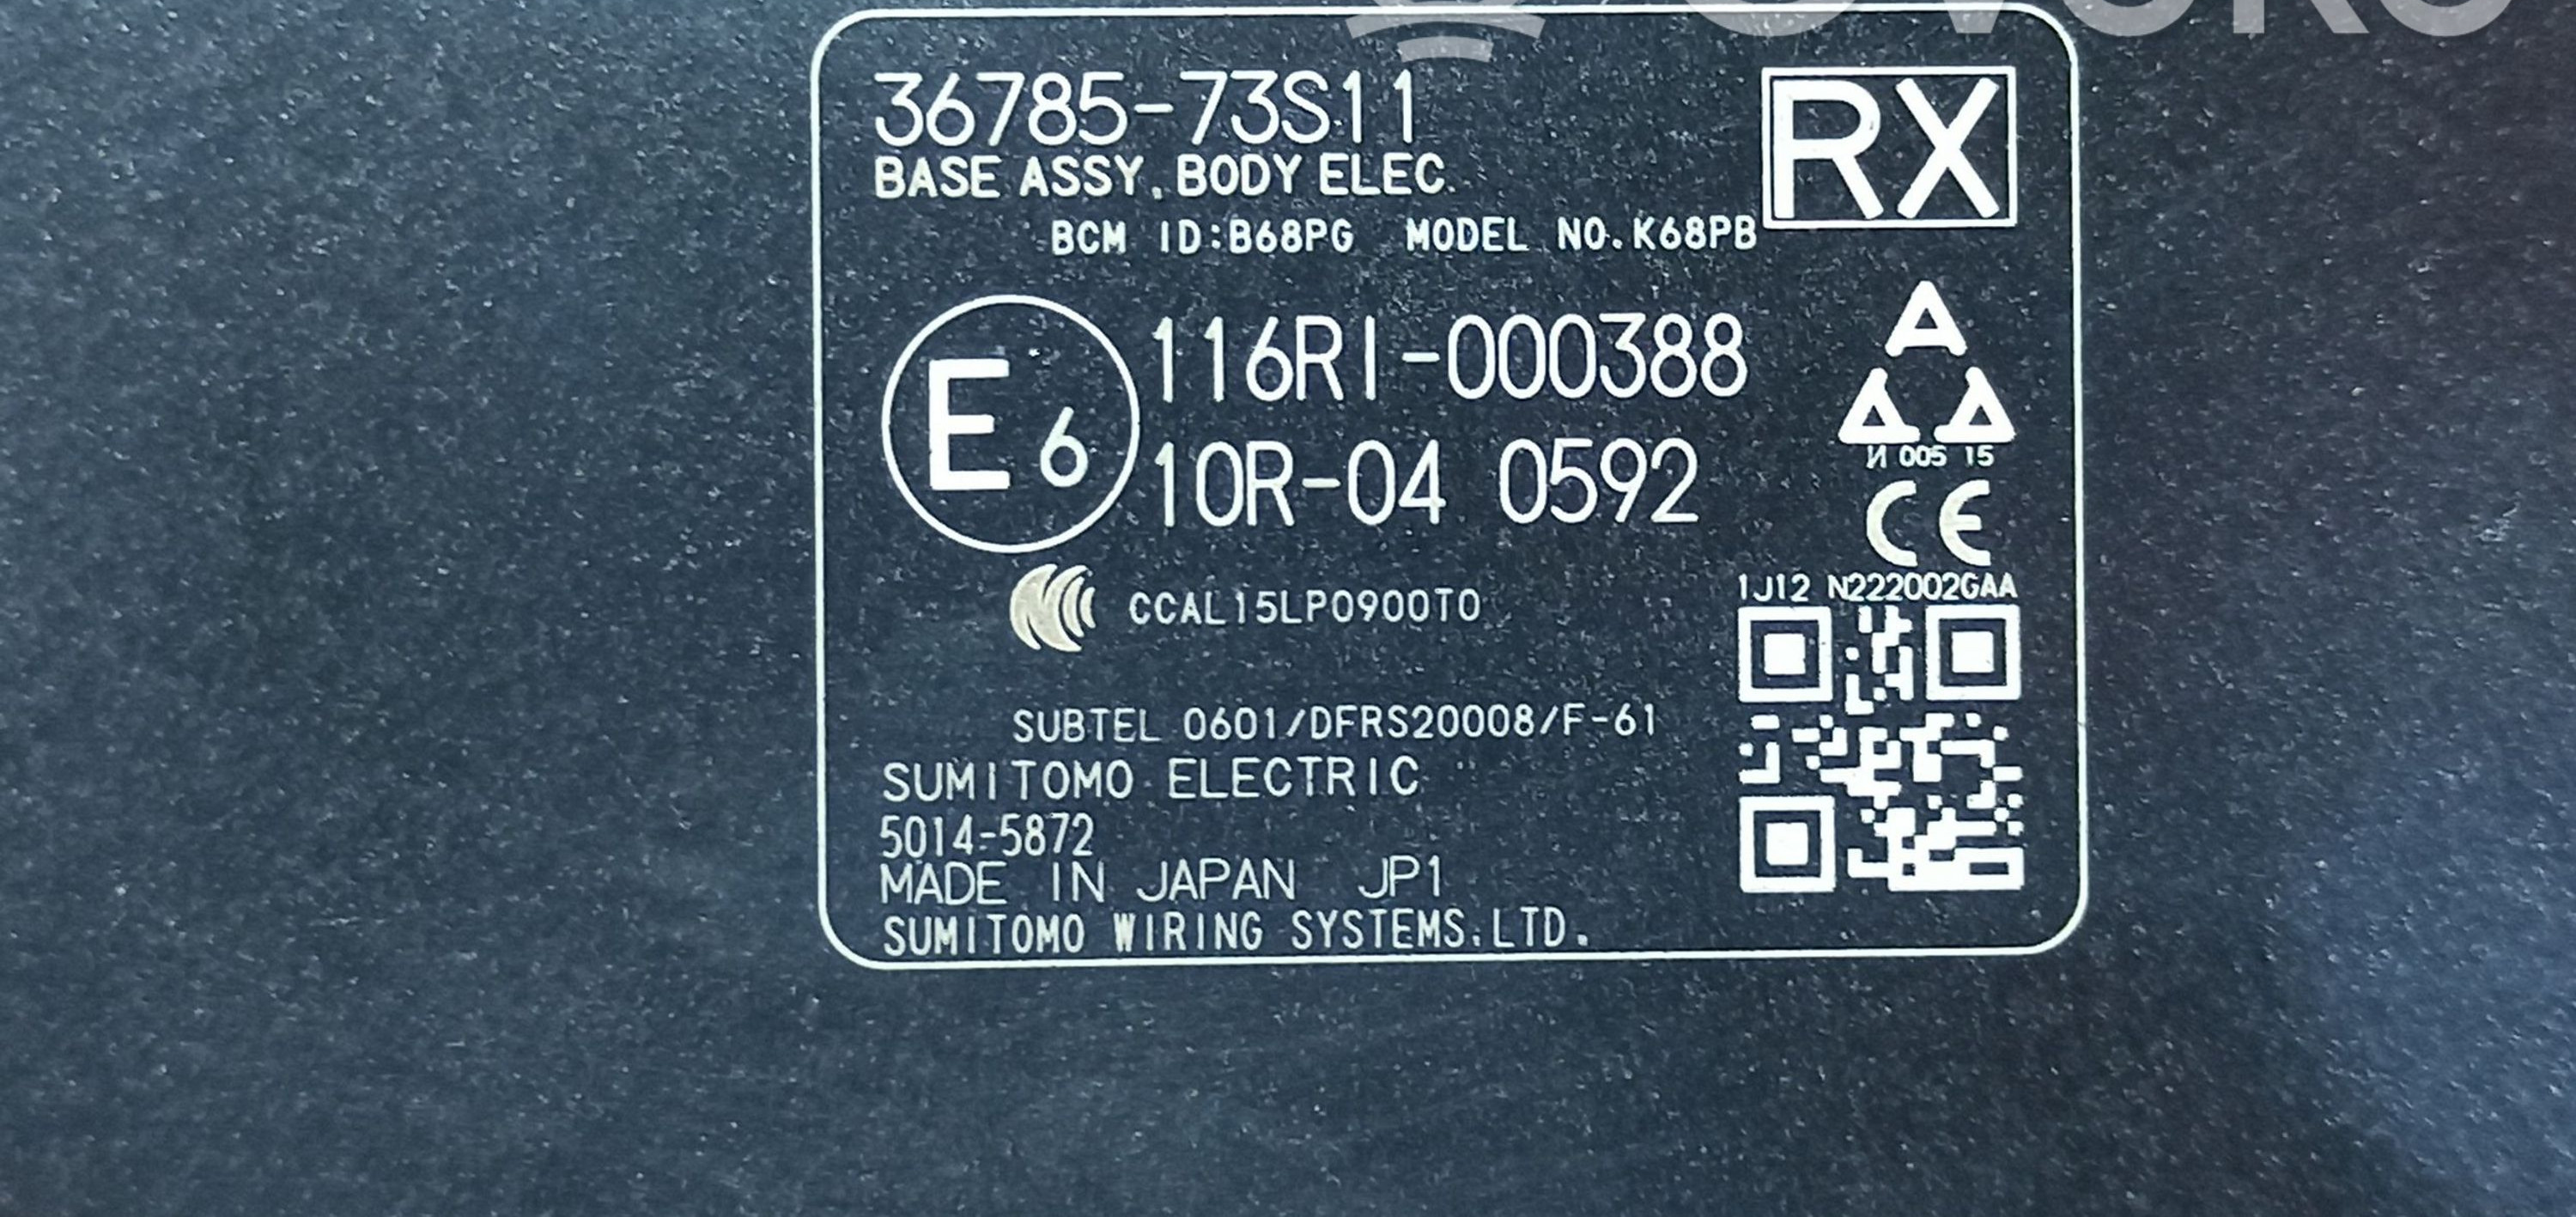 36785-73S11
BASE ASSY, BODY ELEC.
RX
BCM ID:B68PG MODEL NO.K68PB
E6
116RI-000388
10R-04 0592
И 005 15
CE
CCAL15LP0900T0
1J12 N222002GAA
SUBTEL 0601/DFRS20008/F-61
SUMITOMO ELECTRIC
5014-5872
MADE IN JAPAN JP1
SUMITOMO WIRING SYSTEMS,LTD.